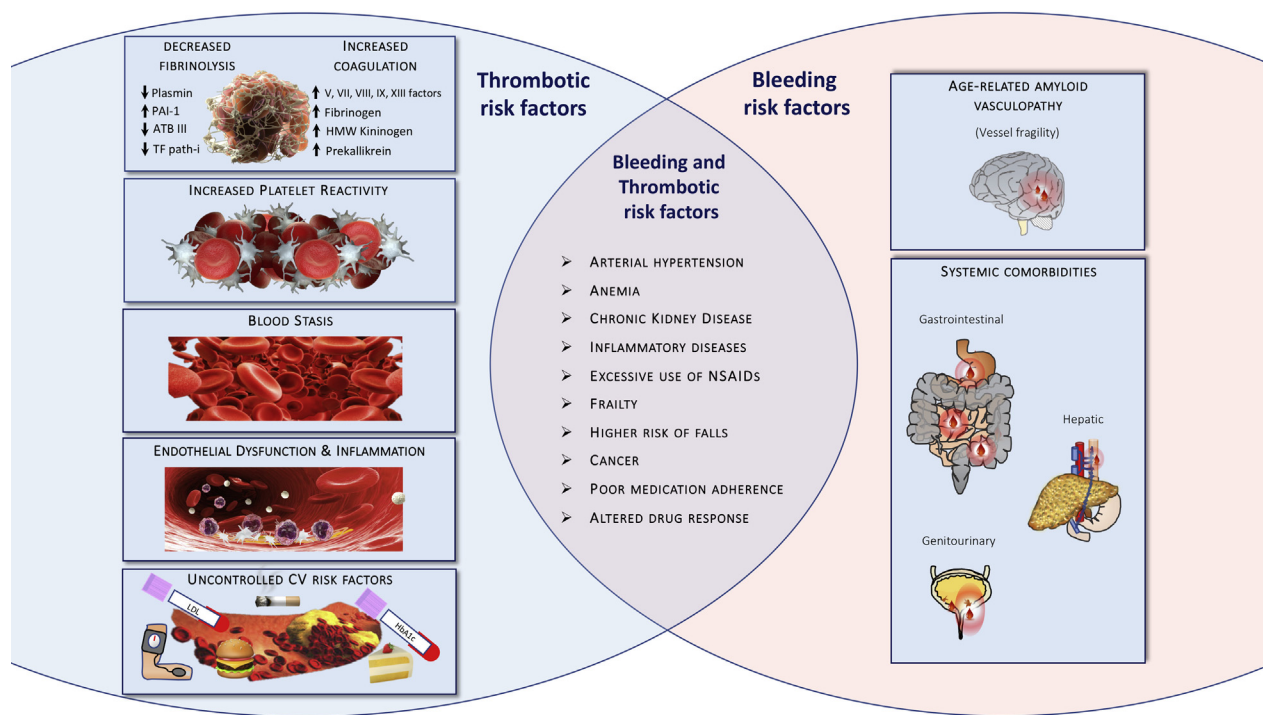 DECREASED
FIBRINOLYSIS
Plasmin
PAI-1
ATB III
TF path-i
INCREASED
COAGULATION
V, VII, VIII, IX, XIII factors
Fibrinogen
HMW Kininogen
Prekallikrein
INCREASED PLATELET REACTIVITY
BLOOD STASIS
ENDOTHELIAL DYSFUNCTION & INFLAMMATION
UNCONTROLLED CV RISK FACTORS
LDL
HbA1c
Thrombotic
risk factors
Bleeding and
Thrombotic
risk factors
ARTERIAL HYPERTENSION
ANEMIA
CHRONIC KIDNEY DISEASE
INFLAMMATORY DISEASES
EXCESSIVE USE OF NSAIDS
FRAILTY
HIGHER RISK OF FALLS
CANCER
POOR MEDICATION ADHERENCE
ALTERED DRUG RESPONSE
Bleeding
risk factors
AGE-RELATED AMYLOID
VASCULOPATHY
(Vessel fragility)
SYSTEMIC COMORBIDITIES
Gastrointestinal
Hepatic
Genitourinary